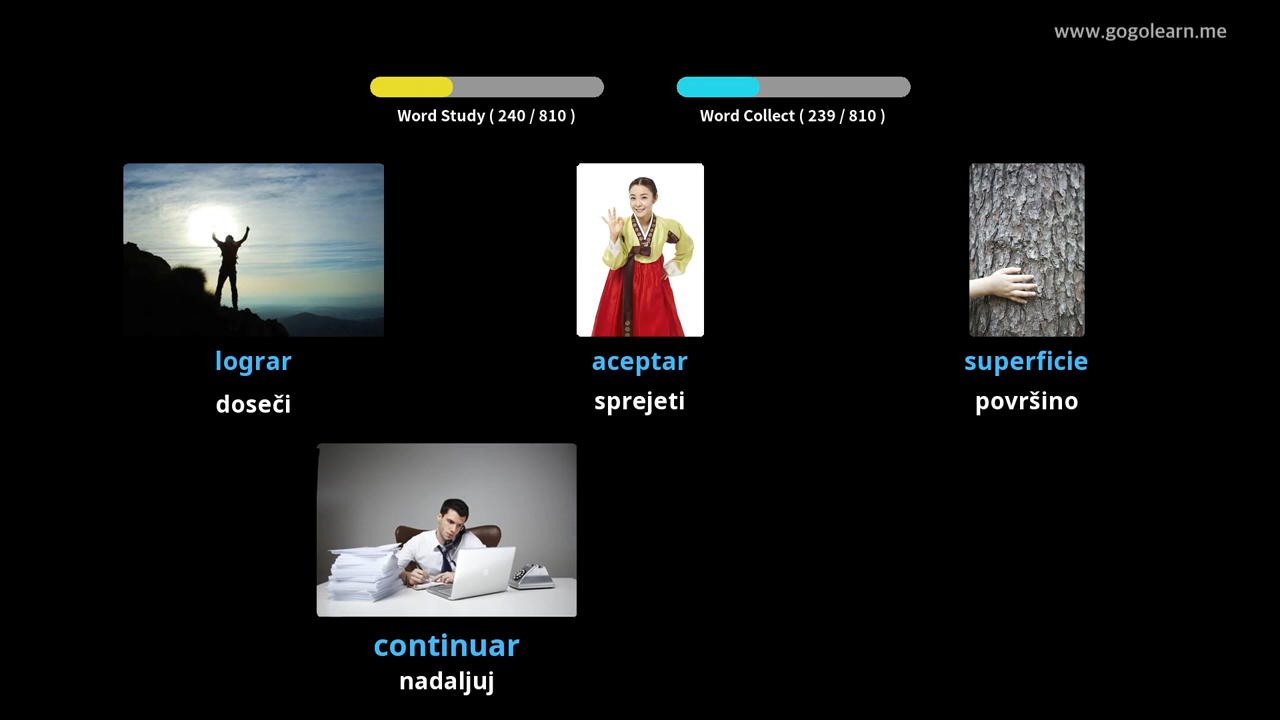 www.gogolearn.me
Word Study ( 240 / 810 )
Word Collect ( 239 / 810 )
lograr
doseči
aceptar
sprejeti
superficie
površino
continuar
nadaljuj